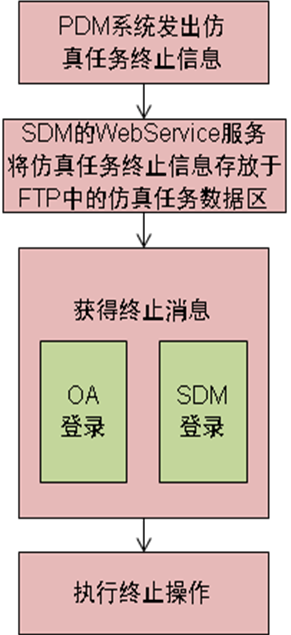 PDM系统发出仿
真任务终止信息
SDM的WebService服务
将仿真任务终止信息存放于
FTP中的仿真任务数据区
获得终止消息
OA
登录
SDM
登录
执行终止操作